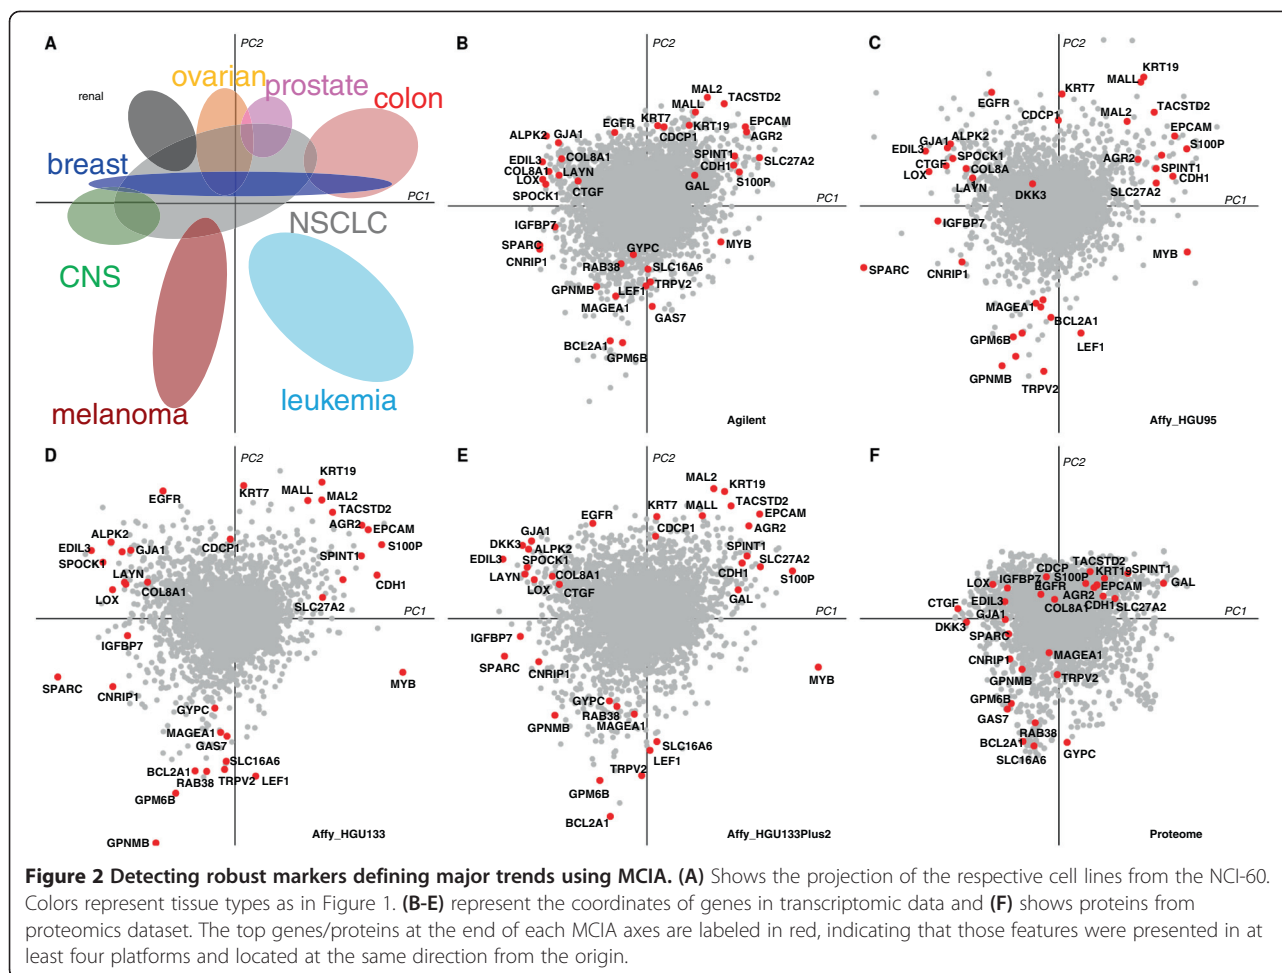 A
PC2
ovarian
prostate
renal
colon
breast
PC1
NSCLC
CNS
melanoma
leukemia
B
PC2
MAL2
TACSTD2
MALL
EGFR
KRT7
KRT19
EPCAM
CDCP1
AGR2
ALPK2
GJA1
EDIL3
COL8A1
SPINT1
SLC27A2
COL8A1
LAYN
CDH1
LOX
CTGF
GAL
S100P
SPOCK1
PC1
IGFBP7
SPARC
GYPC
MYB
CNRIP1
RAB38
SLC16A6
GPNMB
LEF1
TRPV2
MAGEA1
GAS7
BCL2A1
GPM6B
Agilent
C
PC2
KRT19
MALL
KRT7
EGFR
TACSTD2
CDCP1
MAL2
EPCAM
GJA1
ALPK2
S100P
EDIL3
SPOCK1
AGR2
CTGF
COL8A
SPINT1
LOX
CDH1
LAYN
DKK3
SLC27A2
PC1
IGFBP7
MYB
SPARC
CNRIP1
MAGEA1
BCL2A1
GPM6B
LEF1
GPNMB
TRPV2
Affy_HGU95
D
PC2
KRT19
EGFR
KRT7
MALL
MAL2
TACSTD2
AGR2
EPCAM
ALPK2
EDIL3
GJA1
CDCP1
S100P
SPOCK1
SPINT1
LAYN
CDH1
LOX
COL8A1
SLC27A2
PC1
IGFBP7
SPARC
CNRIP1
MYB
GYPC
MAGEA1
GAS7
SLC16A6
BCL2A1
RAB38
TRPV2
LEF1
GPM6B
Affy_HGU133
GPNMB
E
PC2
MAL2
KRT19
KRT7
MALL
TACSTD2
EGFR
EPCAM
AGR2
GJA1
CDCP1
DKK3
ALPK2
SPINT1
EDIL3
SPOCK1
SLC27A2
LAYN
COL8A1
CDH1
S100P
LOX
CTGF
GAL
PC1
IGFBP7
SPARC
CNRIP1
MYB
GYPC
RAB38
GPNMB
MAGEA1
SLC16A6
LEF1
TRPV2
GPM6B
BCL2A1
Affy_HGU133Plus2
F
PC2
TACSTD2
CDCP
KRT19
SPINT1
LOX
IGFBP7
S100P
GAL
EGFR
EPCAM
CTGF
EDIL3
AGR2
COL8A1
CDH1
SLC27A2
GJA1
PC1
DKK3
SPARC
CNRIP1
MAGEA1
GPNMB
TRPV2
GPM6B
GAS7
RAB38
BCL2A1
GYPC
SLC16A6
Proteome
Figure 2 Detecting robust markers defining major trends using MCIA. (A) Shows the projection of the respective cell lines from the NCI-60.
Colors represent tissue types as in Figure 1. (B-E) represent the coordinates of genes in transcriptomic data and (F) shows proteins from
proteomics dataset. The top genes/proteins at the end of each MCIA axes are labeled in red, indicating that those features were presented in at
least four platforms and located at the same direction from the origin.